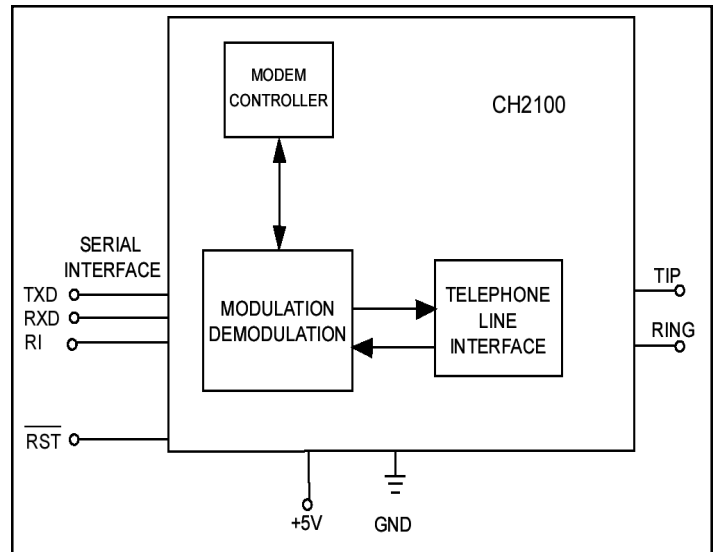 MODEM
CONTROLLER
CH2100
SERIAL
INTERFACE
TXD
RXD
RI
RST
MODULATION
DEMODULATION
TELEPHONE
LINE
INTERFACE
TIP
RING
+5V
GND